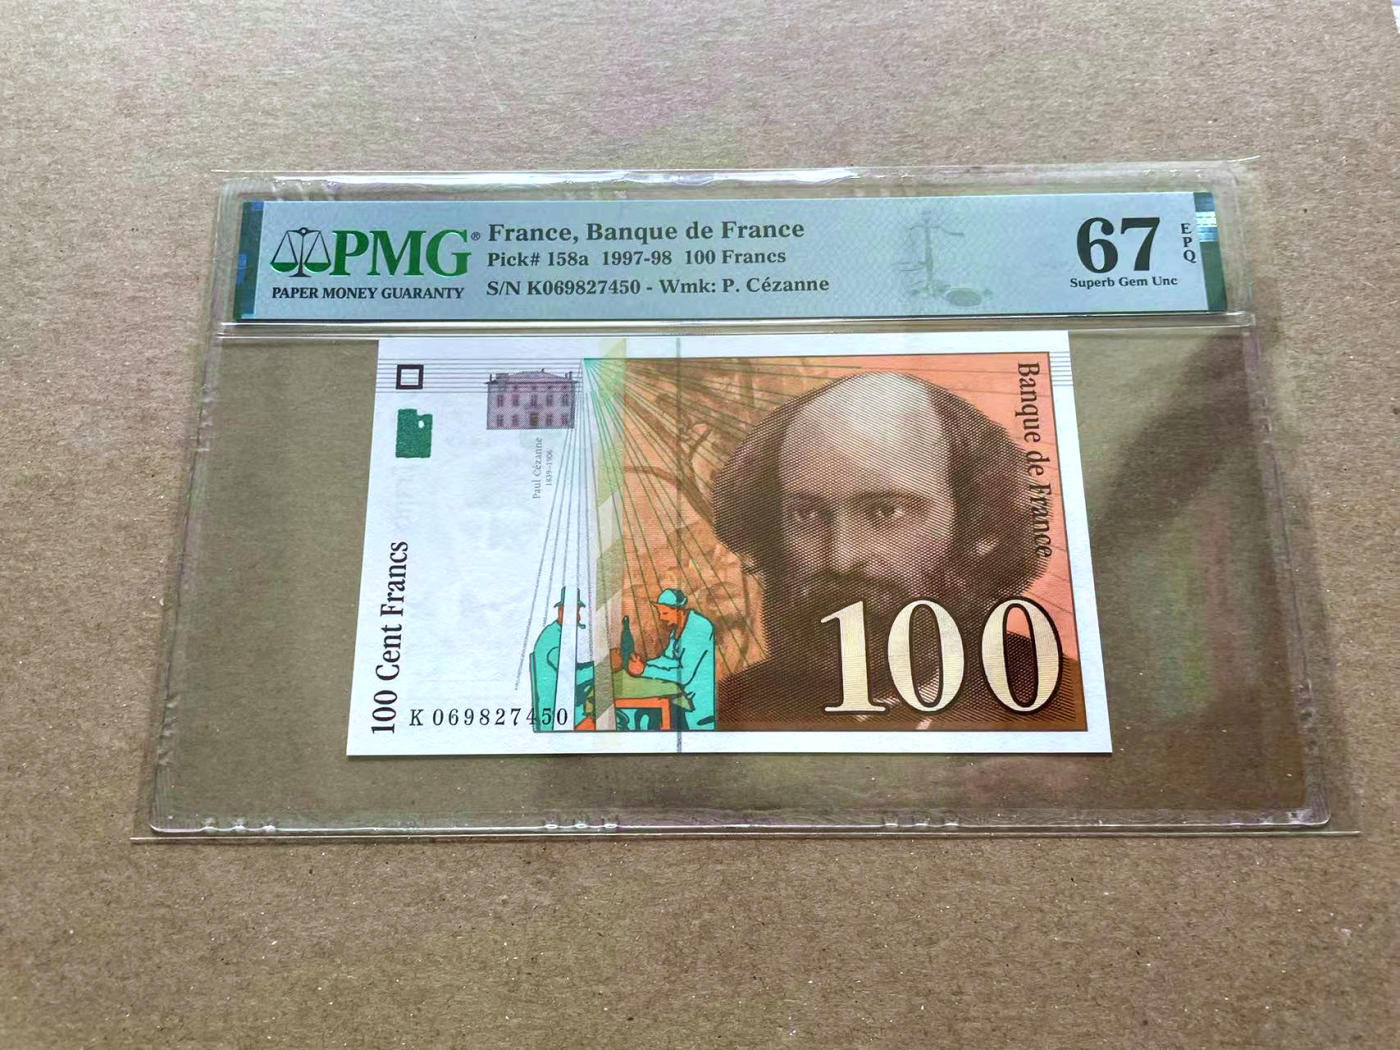 PMG®
PAPER MONEY GUARANTY
France, Banque de France
Pick# 158a 1997-98 100 Francs
S/N K069827450 - Wmk: P. Cézanne
67
EPQ
Superb Gem Unc
Banque de France
Paul Cézanne
1839-1906
100 Cent Francs
K 069827450
100